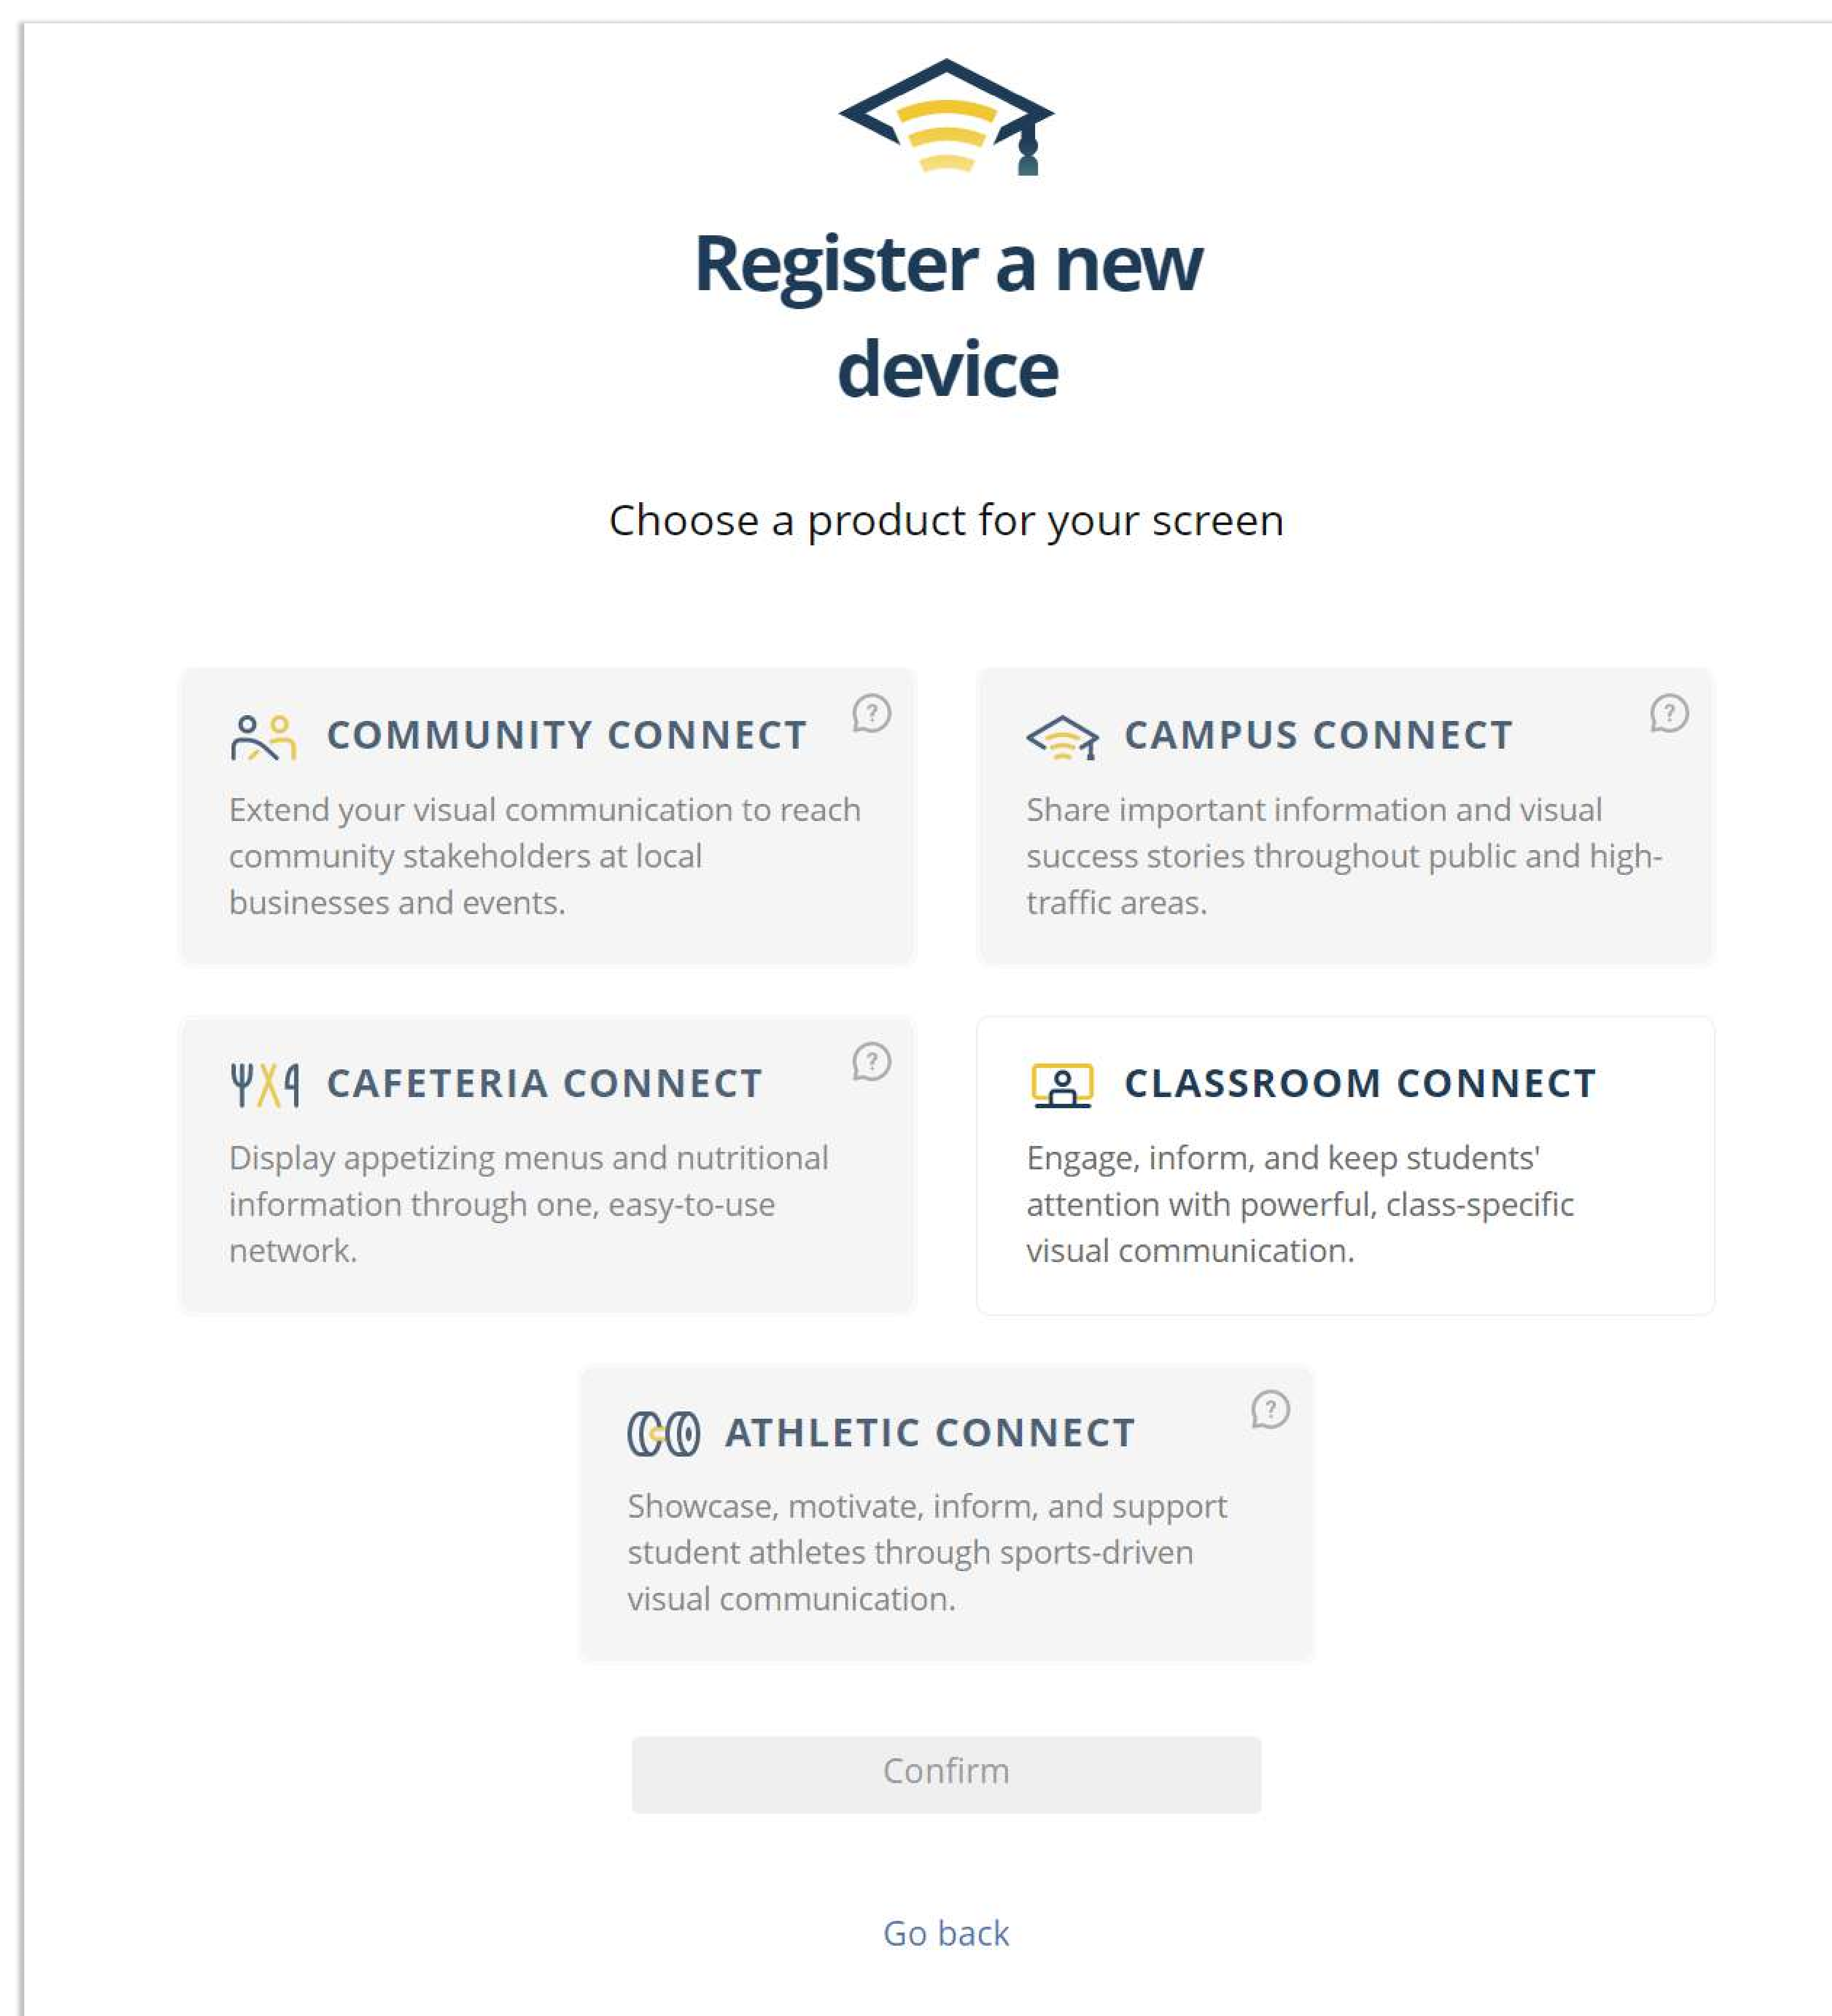 Register a new
device
Choose a product for your screen
COMMUNITY CONNECT
?
Extend your visual communication to reach
community stakeholders at local
businesses and events.
CAMPUS CONNECT
?
Share important information and visual
success stories throughout public and high-
traffic areas.
CAFETERIA CONNECT
?
Display appetizing menus and nutritional
information through one, easy-to-use
network.
CLASSROOM CONNECT
Engage, inform, and keep students'
attention with powerful, class-specific
visual communication.
ATHLETIC CONNECT
?
Showcase, motivate, inform, and support
student athletes through sports-driven
visual communication.
Confirm
Go back